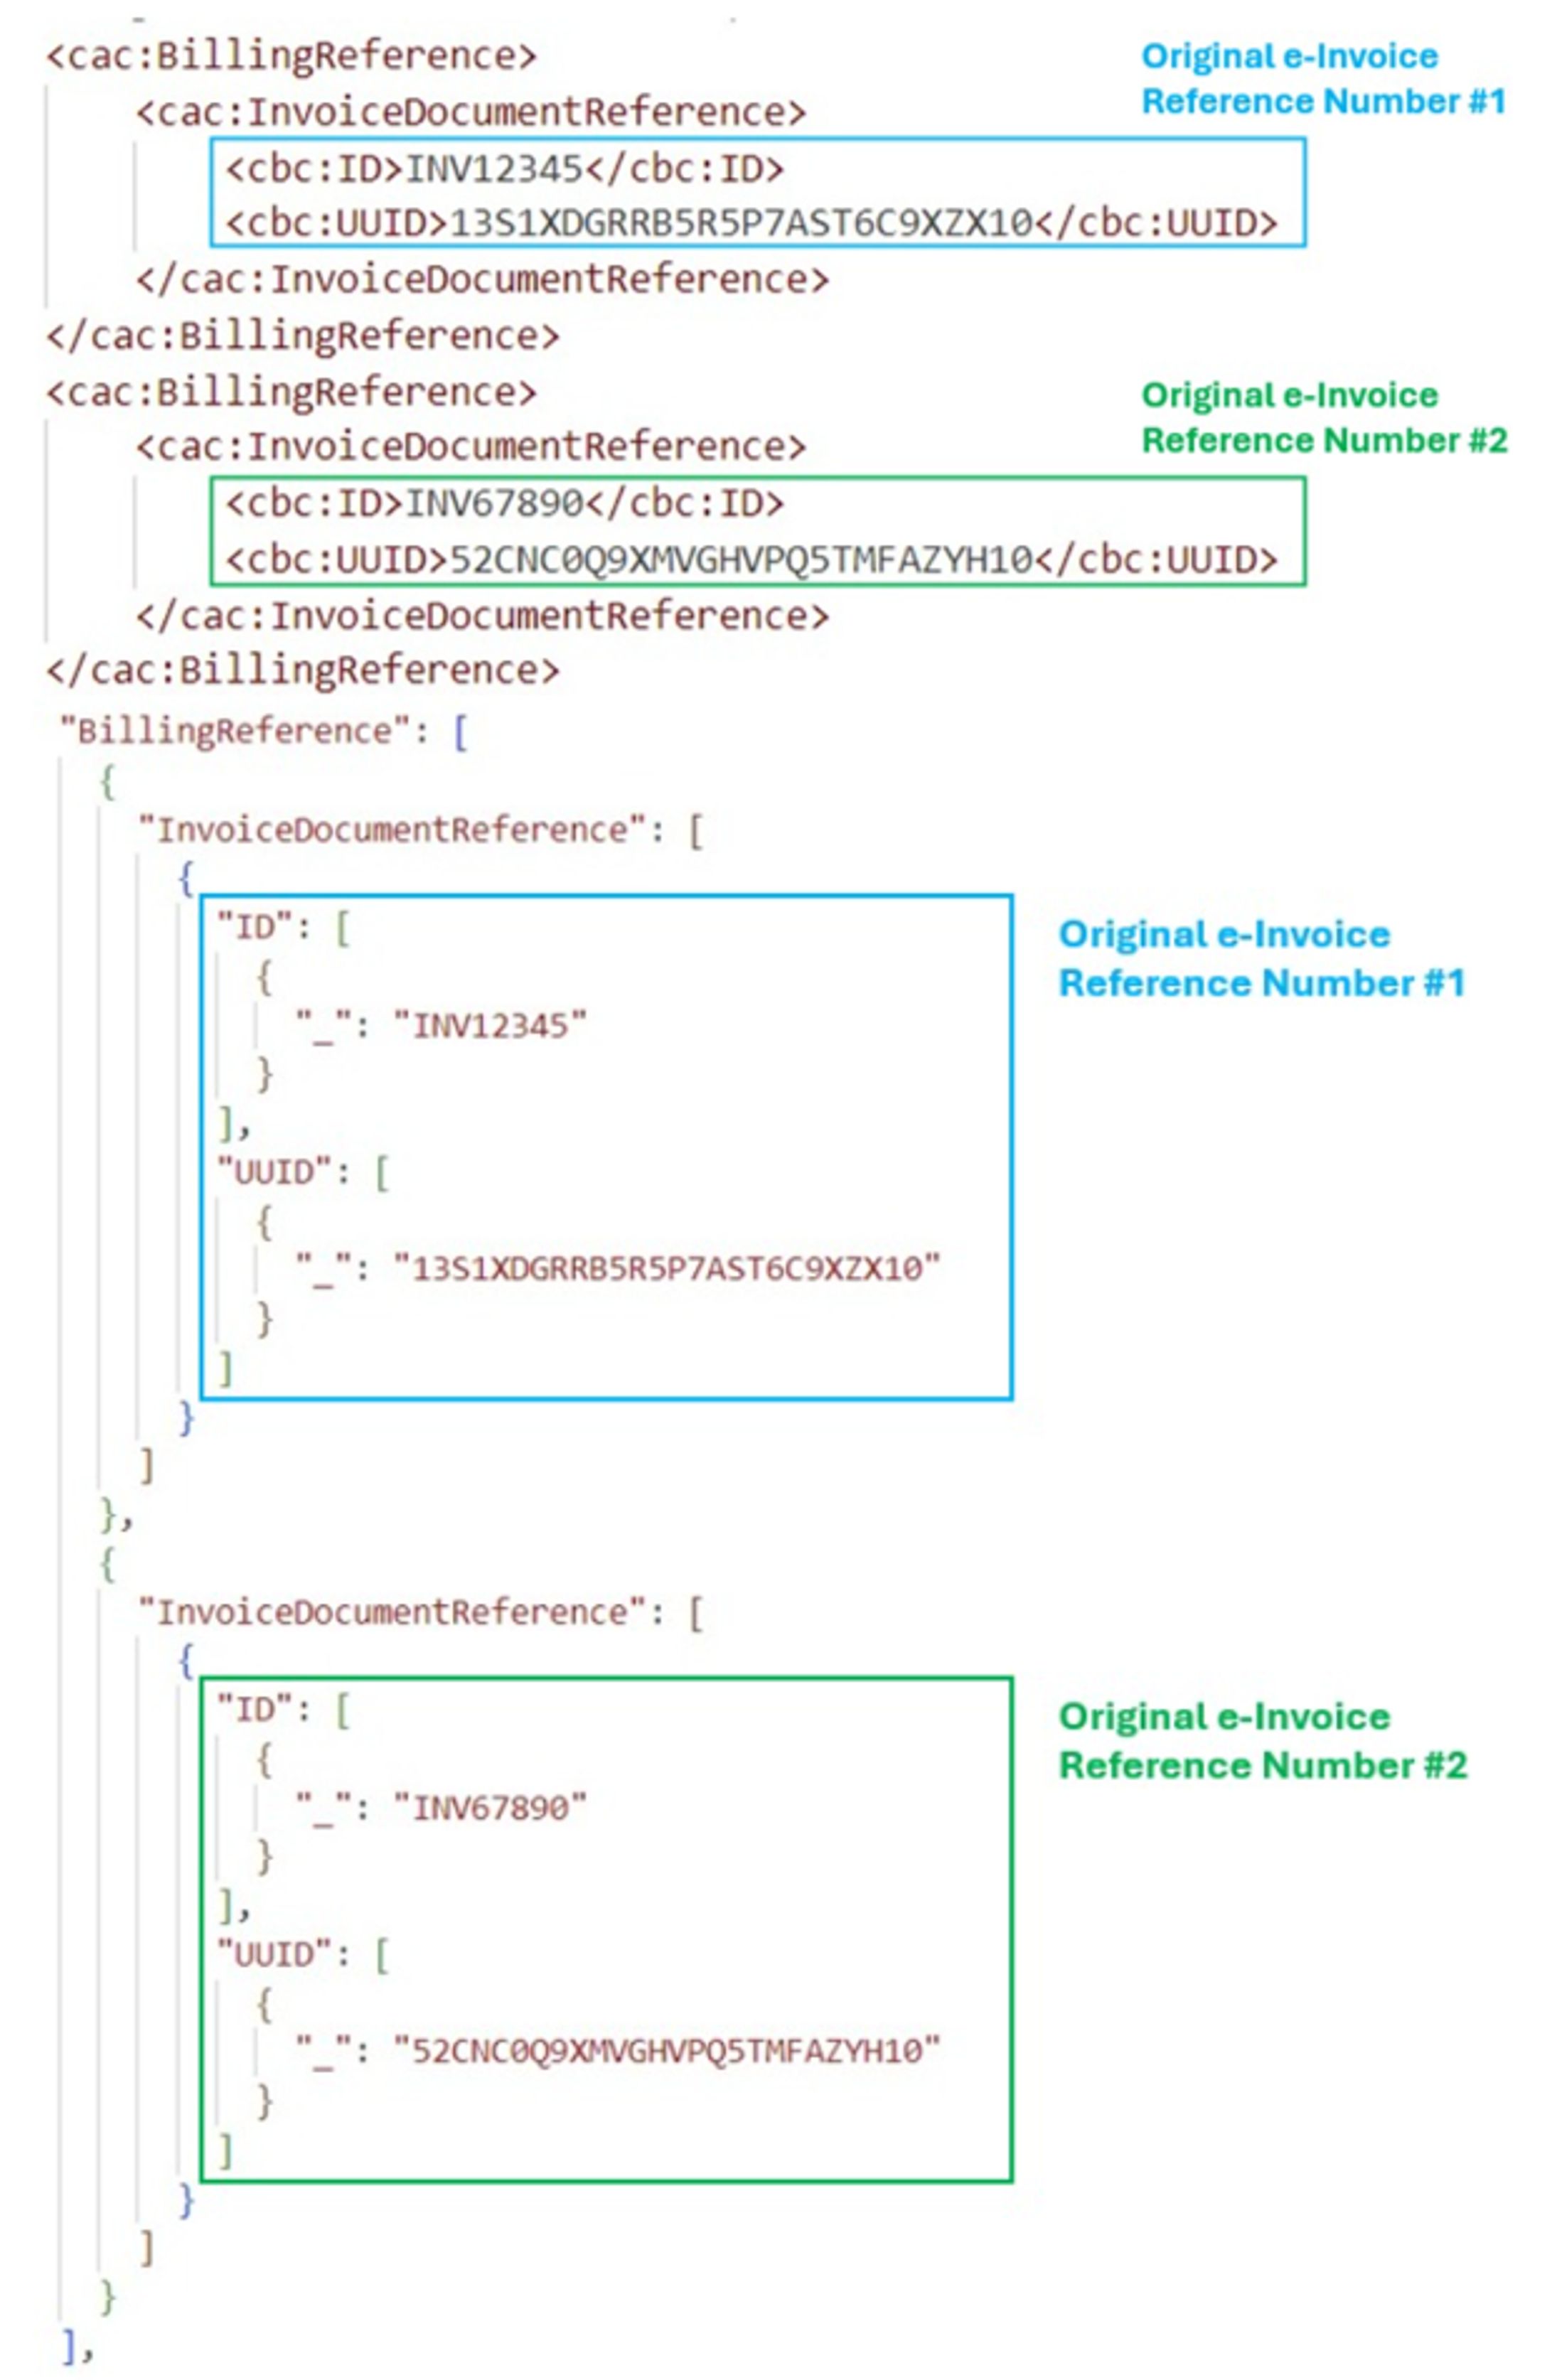 <cac:BillingReference>
Original e-Invoice
Reference Number #1
<cac:InvoiceDocumentReference>
<cbc:ID>INV12345</cbc:ID>
<cbc:UUID>13S1XDGRRB5R5P7AST6C9XZX10</cbc:UUID>
</cac:InvoiceDocumentReference>
</cac:BillingReference>
<cac:BillingReference>
Original e-Invoice
Reference Number #2
<cac:InvoiceDocumentReference>
<cbc:ID>INV67890</cbc:ID>
<cbc:UUID>52CNC0Q9XMVGHVPQ5TMFAZYH10</cbc:UUID>
</cac:InvoiceDocumentReference>
</cac:BillingReference>
"BillingReference": [
{
"InvoiceDocumentReference": [
{
"ID": [
Original e-Invoice
Reference Number #1
{
"_": "INV12345"
}
],
"UUID": [
{
"_": "13S1XDGRRB5R5P7AST6C9XZX10"
}
]
}
]
},
{
"InvoiceDocumentReference": [
{
"ID": [
Original e-Invoice
Reference Number #2
{
"_": "INV67890"
}
],
"UUID": [
{
"_": "52CNC0Q9XMVGHVPQ5TMFAZYH10"
}
]
}
]
}
],